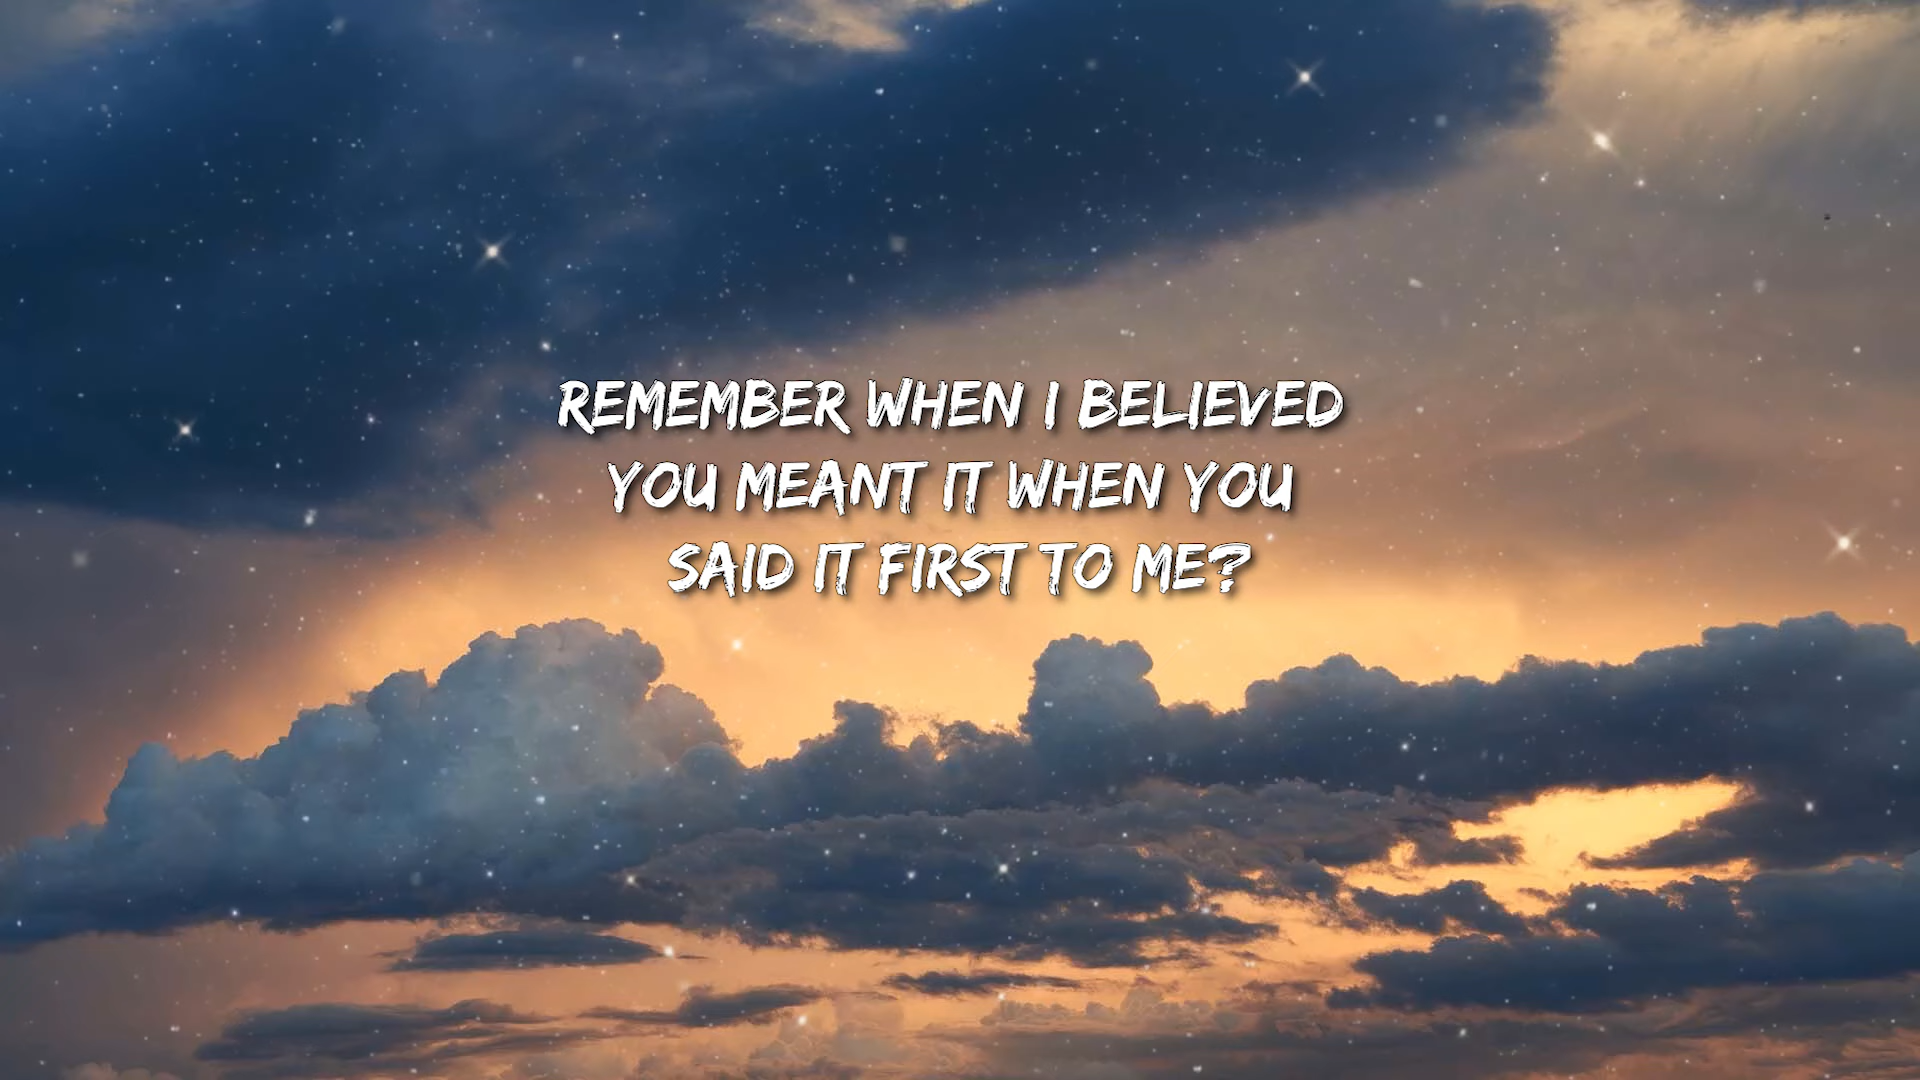 REMEMBER WHEN I BELIEVED
YOU MEANT IT WHEN YOU
SAID IT FIRST TO ME?